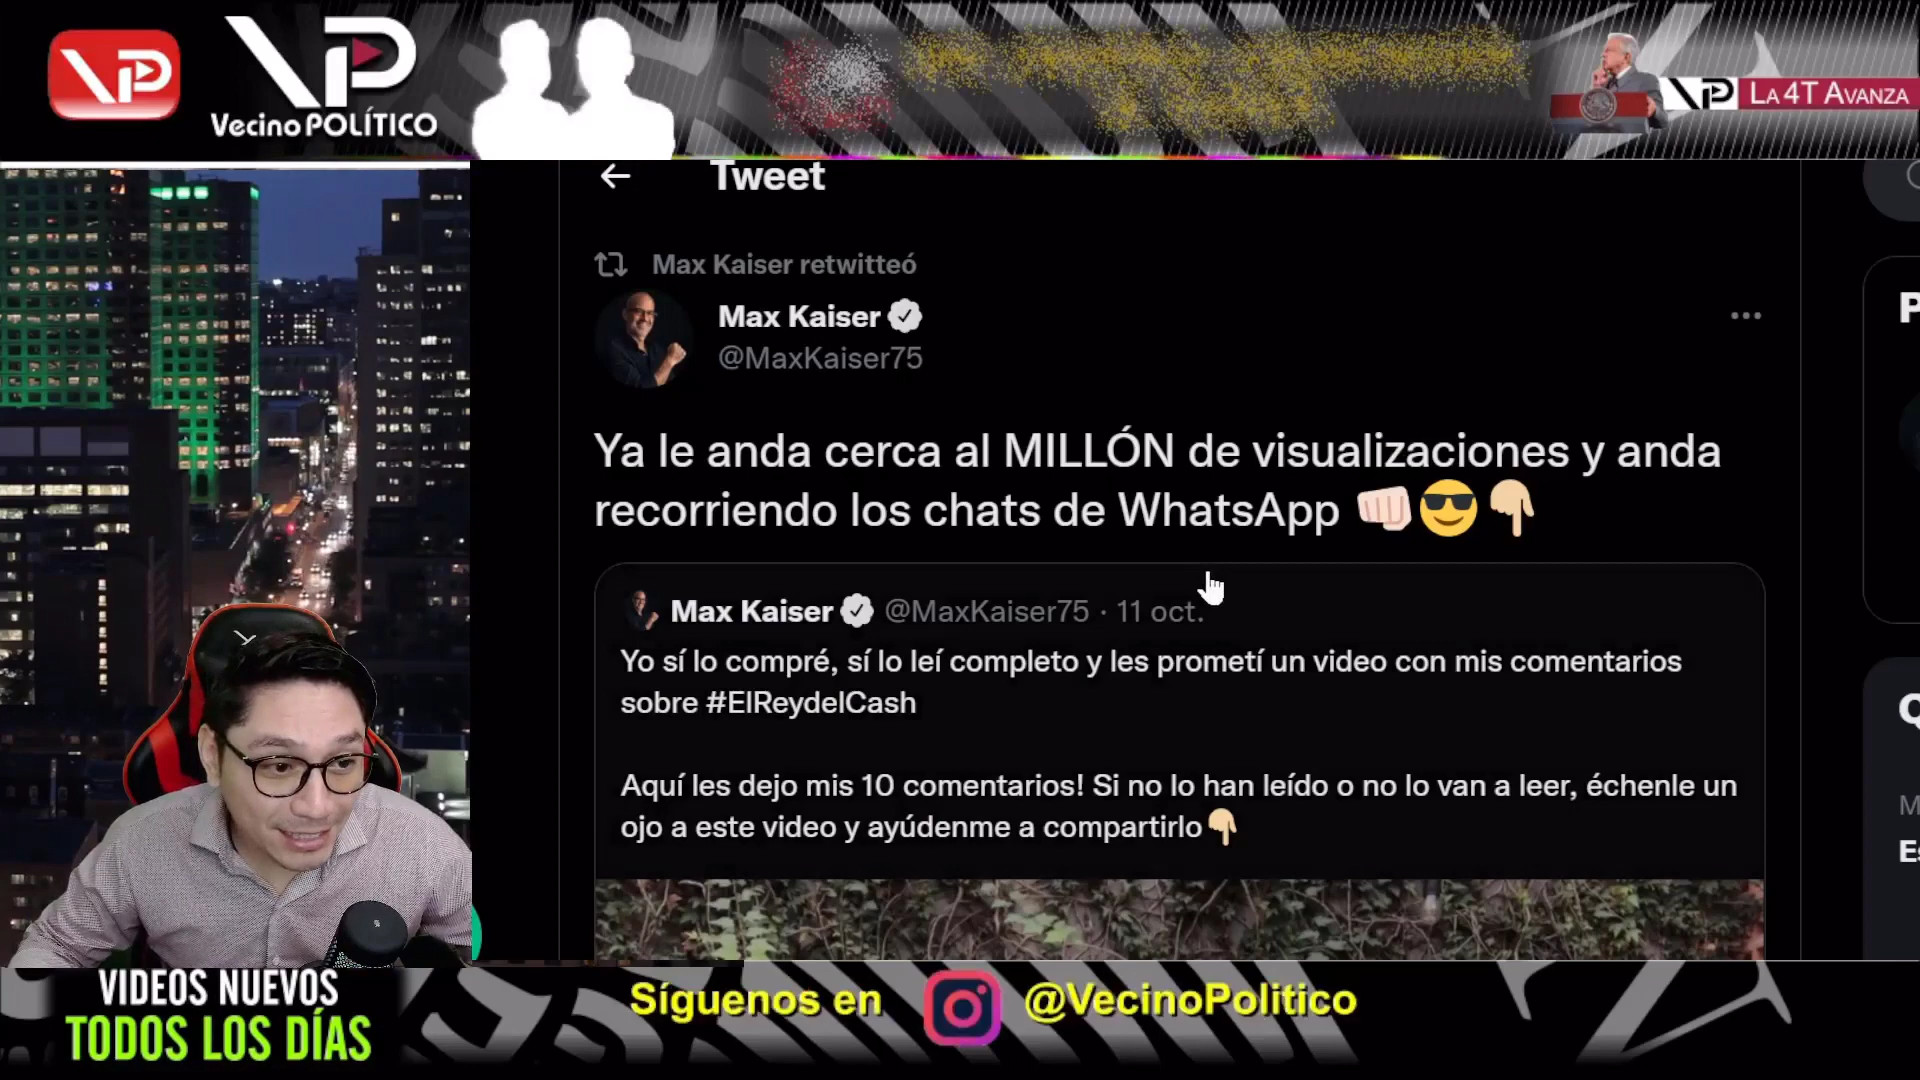 VP
VP
Vecino POLÍTICO
VP LA 4T AVANZA
Tweet
Max Kaiser retwitteó
Max Kaiser
@MaxKaiser75
Ya le anda cerca al MILLÓN de visualizaciones y anda
recorriendo los chats de WhatsApp 👊🏻😎👇🏼
Max Kaiser @MaxKaiser75 · 11 oct.
Yo sí lo compré, sí lo leí completo y les prometí un video con mis comentarios
sobre #ElReydelCash
Aquí les dejo mis 10 comentarios! Si no lo han leído o no lo van a leer, échenle un
ojo a este video y ayúdenme a compartirlo👇🏼
VIDEOS NUEVOS
TODOS LOS DÍAS
Síguenos en @VecinoPolitico